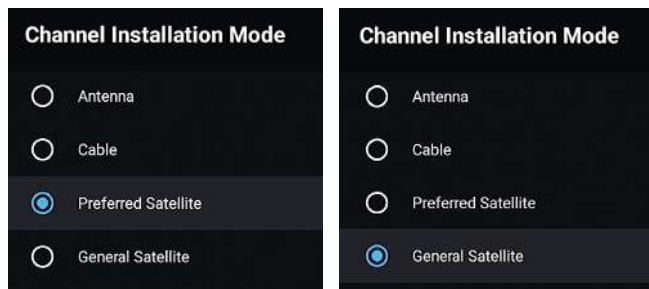 Channel Installation Mode
Antenna
Cable
Preferred Satellite
General Satellite
Channel Installation Mode
Antenna
Cable
Preferred Satellite
General Satellite